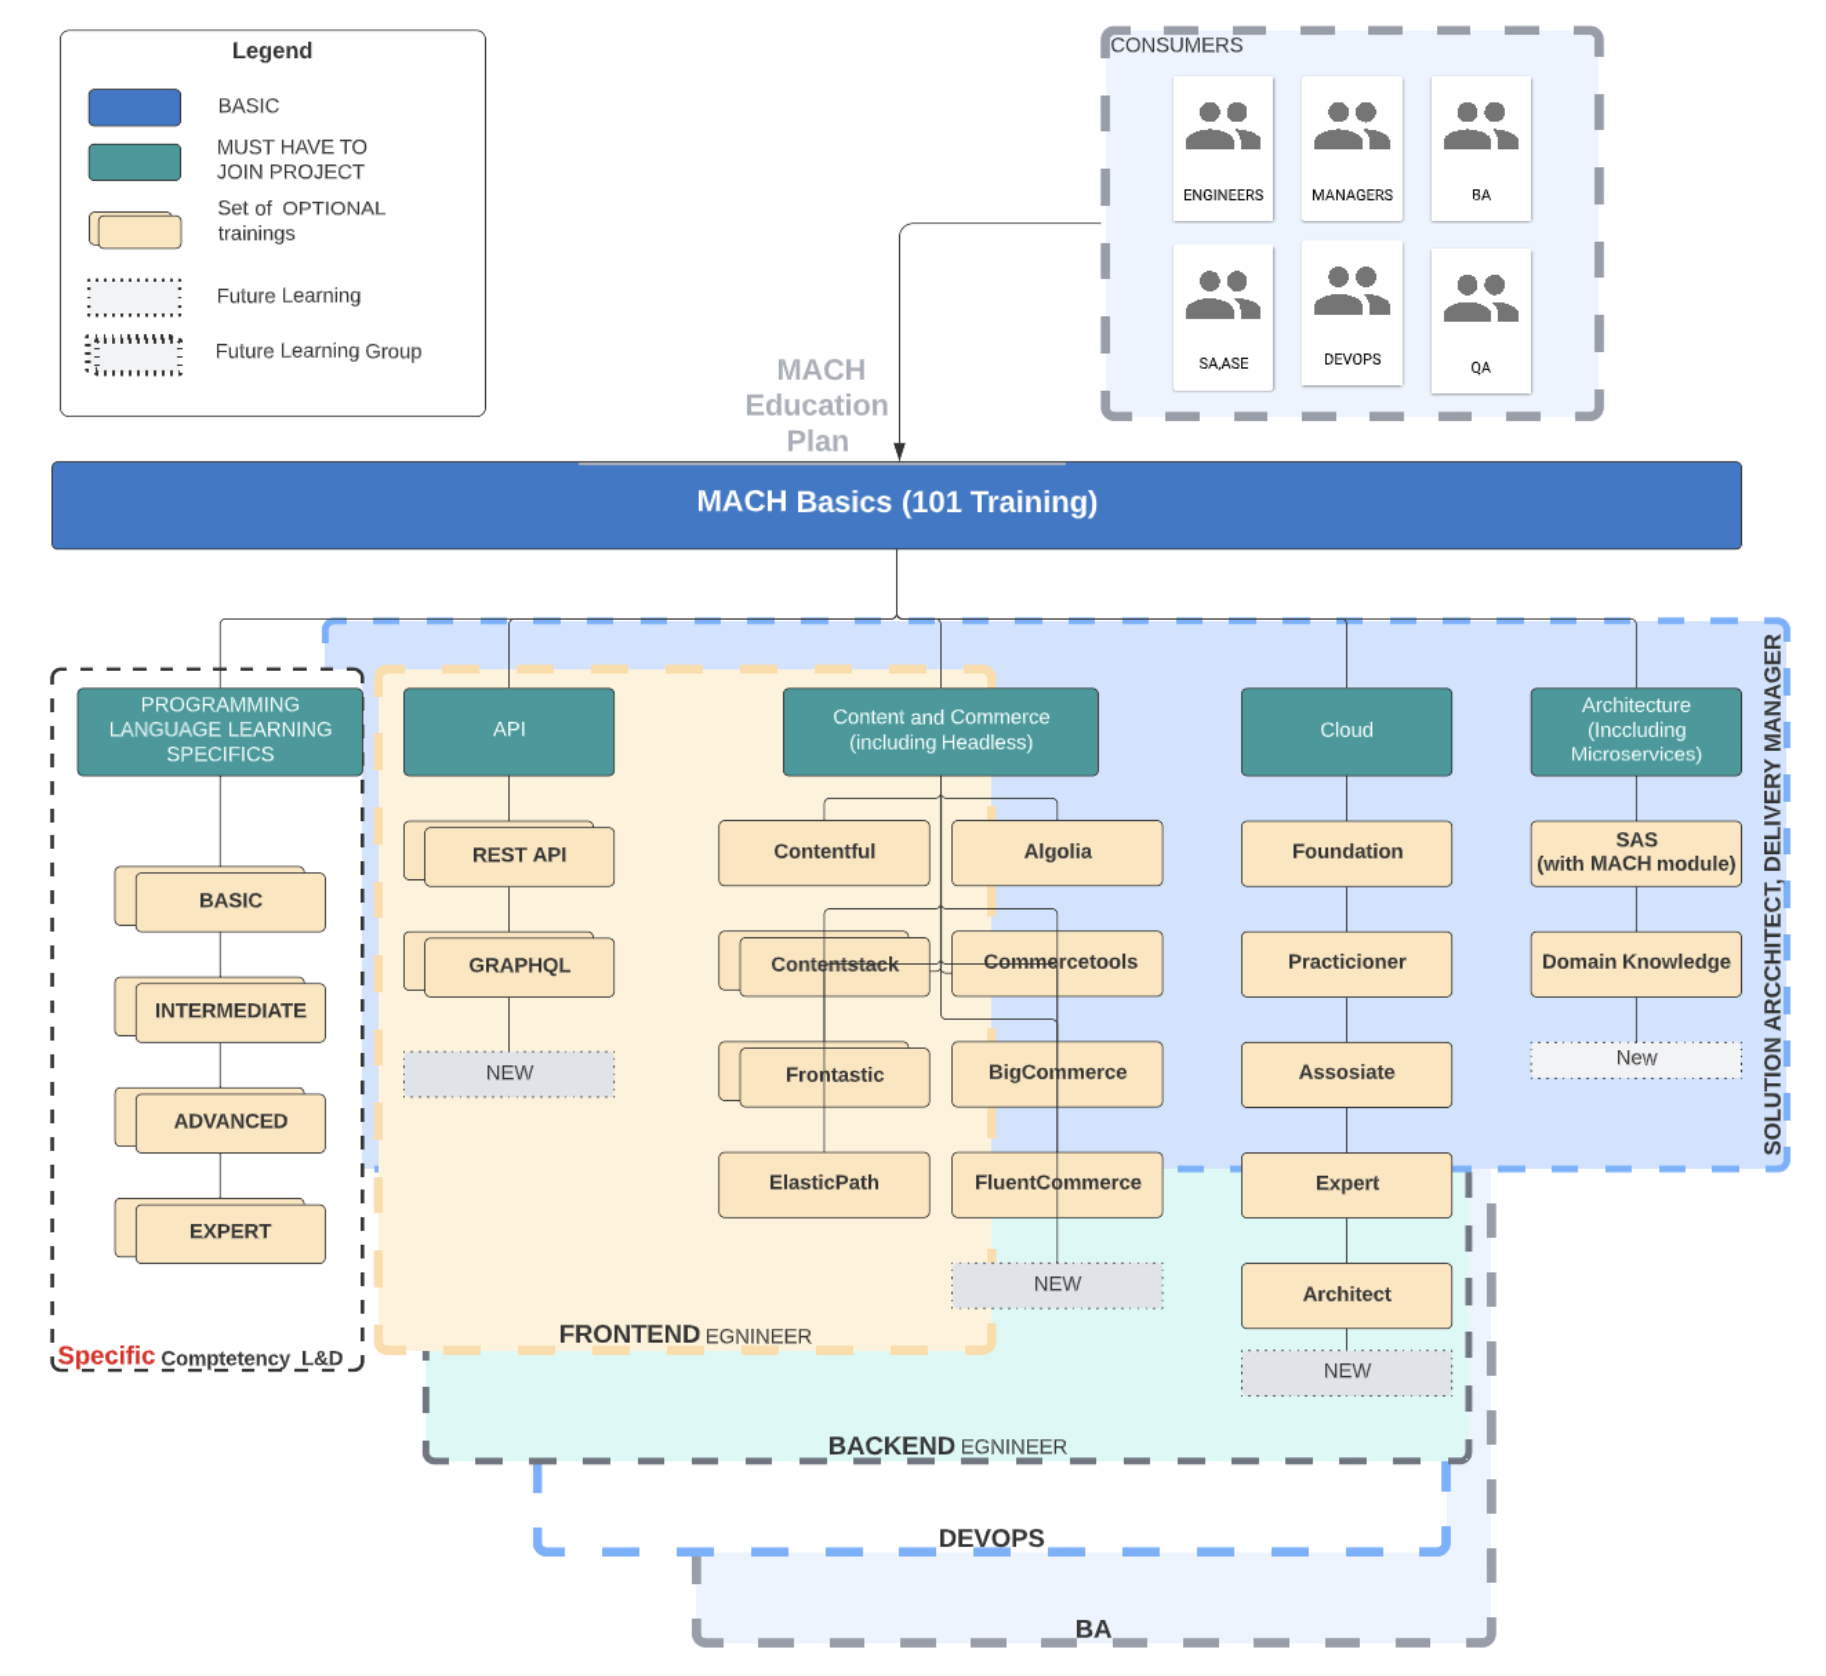 Legend
BASIC
MUST HAVE TO
JOIN PROJECT
Set of OPTIONAL
trainings
Future Learning
Future Learning Group
CONSUMERS
ENGINEERS
MANAGERS
BA
SA,ASE
DEVOPS
QA
MACH
Education
Plan
MACH Basics (101 Training)
PROGRAMMING
LANGUAGE LEARNING
SPECIFICS
BASIC
INTERMEDIATE
ADVANCED
EXPERT
Specific Comptetency L&D
API
REST API
GRAPHQL
NEW
Content and Commerce
(including Headless)
Contentful
Algolia
Contentstack
Commercetools
Frontastic
BigCommerce
ElasticPath
FluentCommerce
NEW
FRONTEND EGNINEER
Cloud
Foundation
Practicioner
Assosiate
Expert
Architect
NEW
Architecture
(Inccluding
Microservices)
SAS
(with MACH module)
Domain Knowledge
New
SOLUTION ARCCHITECT, DELIVERY MANAGER
BACKEND EGNINEER
DEVOPS
BA